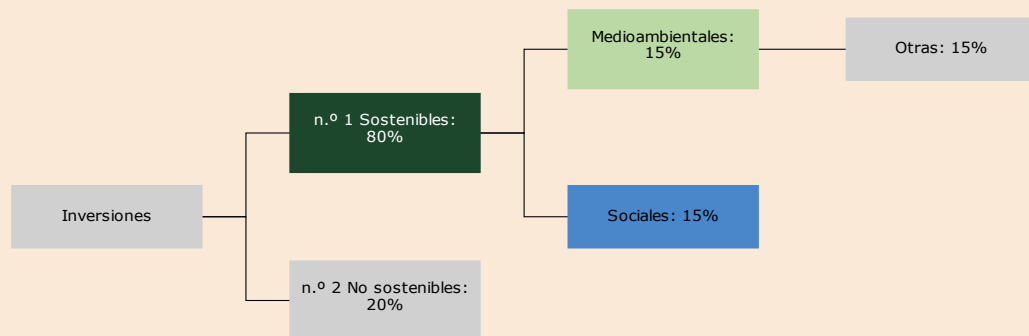 Medioambientales:
15%
Otras: 15%
n.º 1 Sostenibles:
80%
Inversiones
Sociales: 15%
n.º 2 No sostenibles:
20%